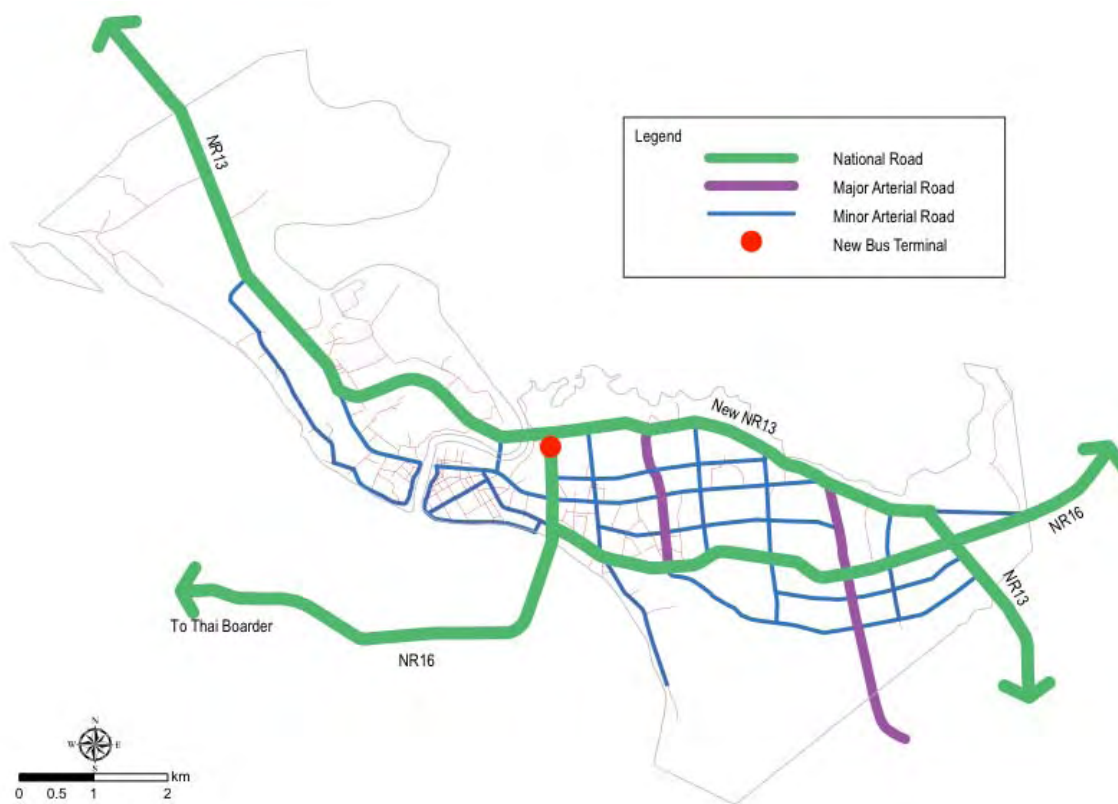 NR13
Legend
National Road
Major Arterial Road
Minor Arterial Road
New Bus Terminal
New NR13
NR16
NR13
To Thai Boarder
NR16
N
W E
S
km
0 0.5 1 2